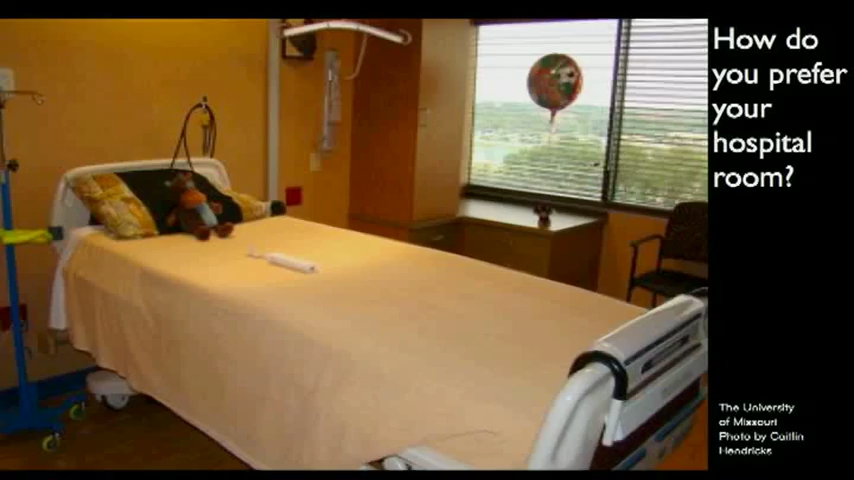 How do
you prefer
your
hospital
room?
The University
of Missouri
Photo by Caitlin
Hendricks